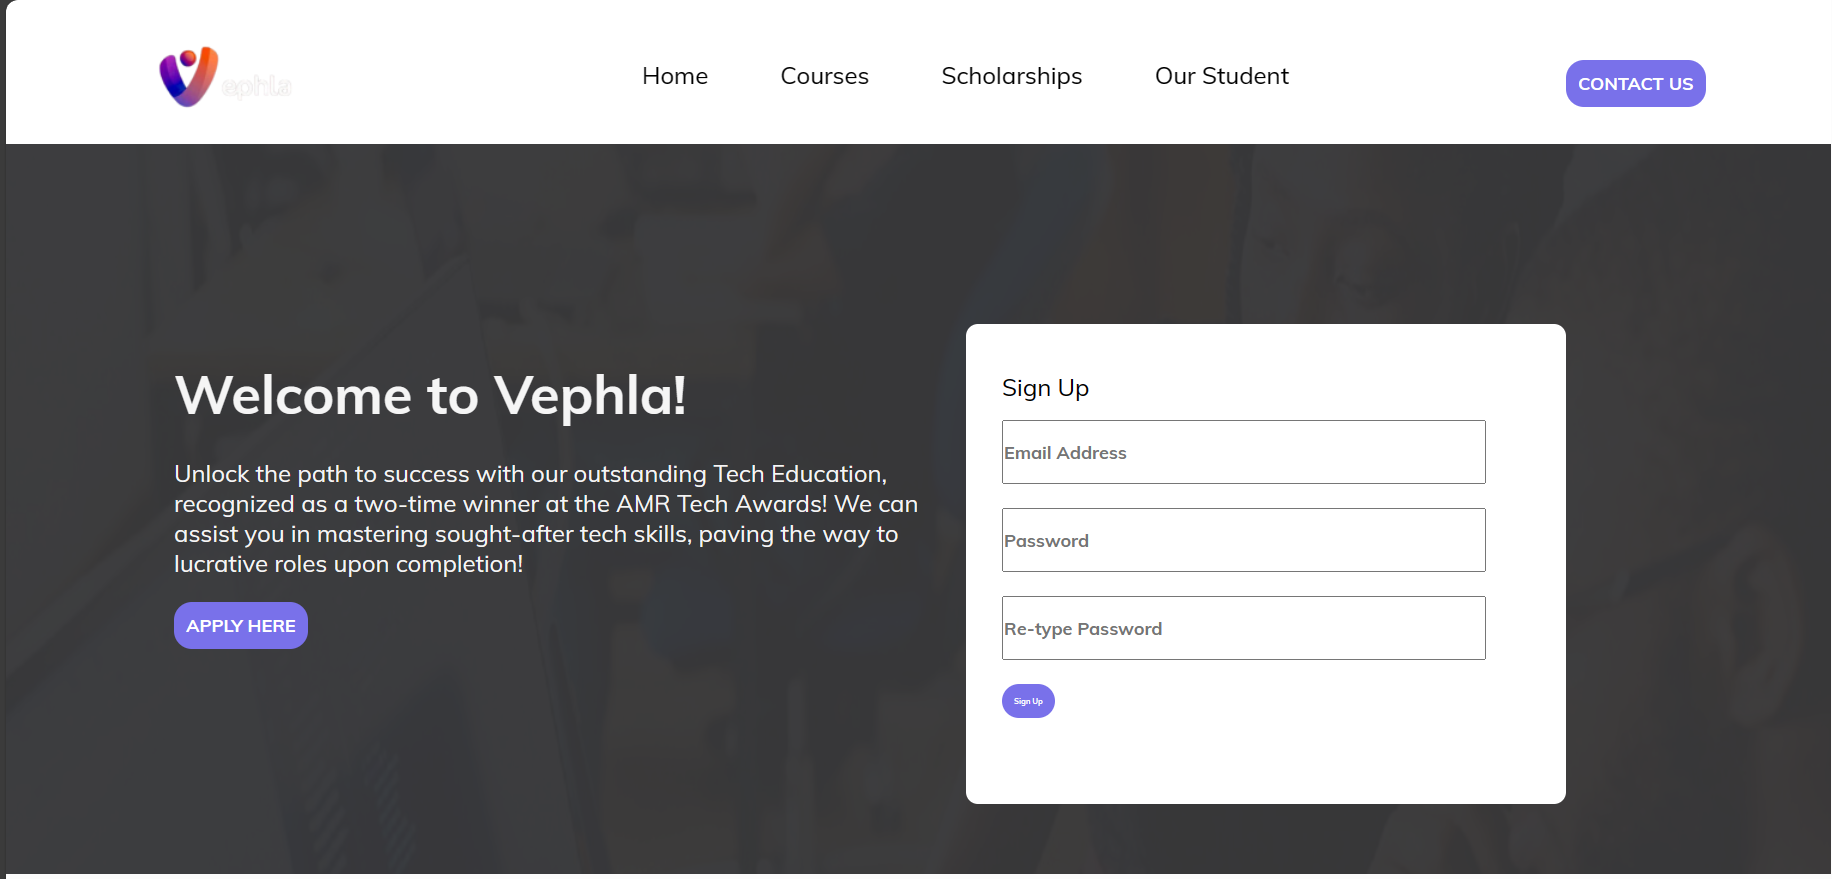 ephla
Home
Courses
Scholarships
Our Student
CONTACT US
Welcome to Vephla!
Unlock the path to success with our outstanding Tech Education,
recognized as a two-time winner at the AMR Tech Awards! We can
assist you in mastering sought-after tech skills, paving the way to
lucrative roles upon completion!
APPLY HERE
Sign Up
Email Address
Password
Re-type Password
Sign Up